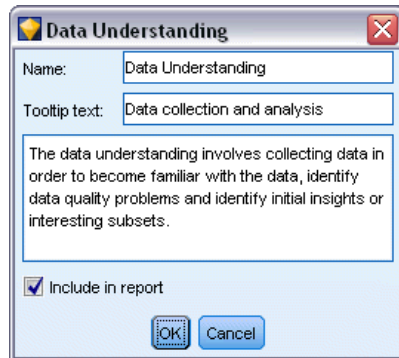 Data Understanding
Name: Data Understanding
Tooltip text: Data collection and analysis
The data understanding involves collecting data in
order to become familiar with the data, identify
data quality problems and identify initial insights or
interesting subsets.
Include in report
OK Cancel